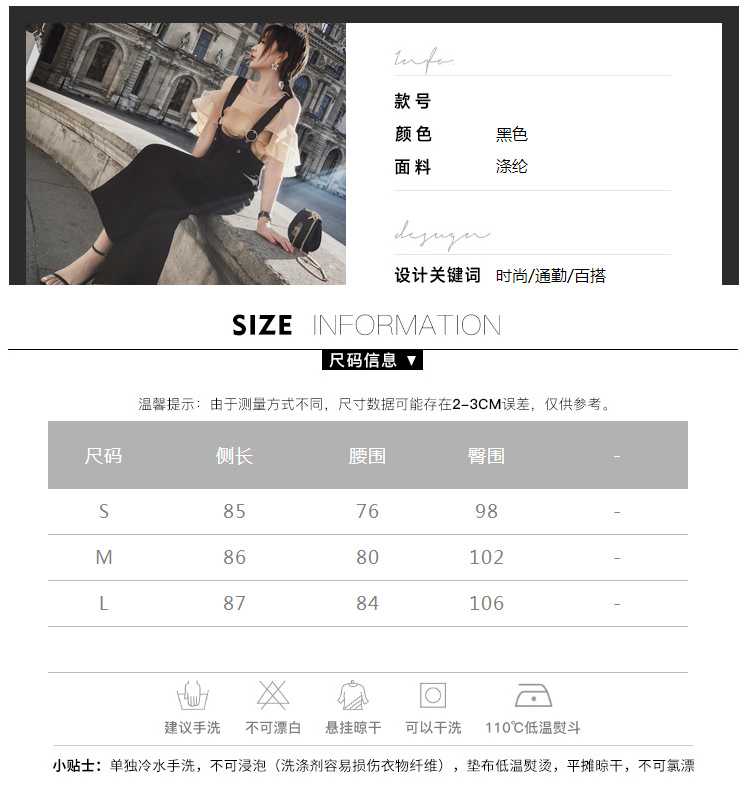 Info.
款号
颜色 黑色
面料 涤纶
design
设计关键词 时尚/通勤/百搭
SIZE INFORMATION
尺码信息 ▼
温馨提示：由于测量方式不同，尺寸数据可能存在2-3CM误差，仅供参考。
尺码 侧长 腰围 臀围 -
S 85 76 98 -
M 86 80 102 -
L 87 84 106 -
建议手洗 不可漂白 悬挂晾干 可以干洗 110℃低温熨斗
小贴士：单独冷水手洗，不可浸泡（洗涤剂容易损伤衣物纤维），垫布低温熨烫，平摊晾干，不可氯漂